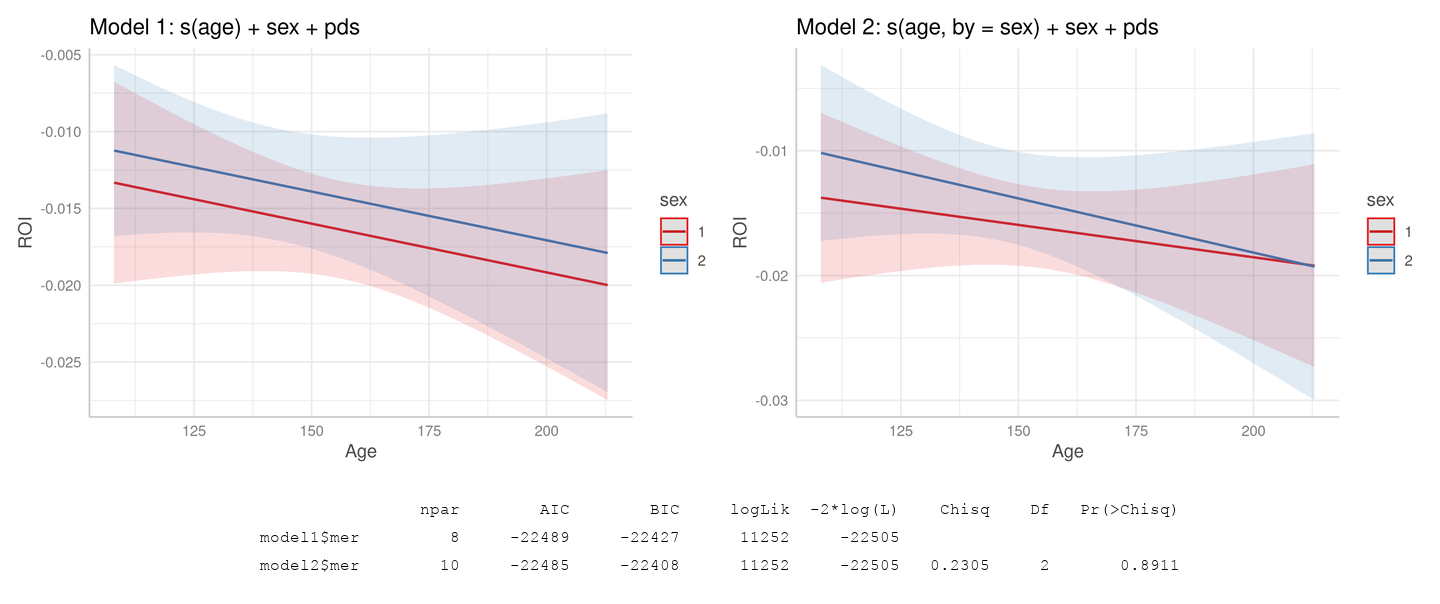 Model 1: s(age) + sex + pds
-0.005
-0.010
-0.015
-0.020
-0.025
ROI
125 150 175 200
Age
sex
1
2
Model 2: s(age, by = sex) + sex + pds
-0.01
-0.02
-0.03
ROI
125 150 175 200
Age
sex
1
2
npar AIC BIC logLik -2*log(L) Chisq Df Pr(>Chisq)
model1$mer 8 -22489 -22427 11252 -22505
model2$mer 10 -22485 -22408 11252 -22505 0.2305 2 0.8911